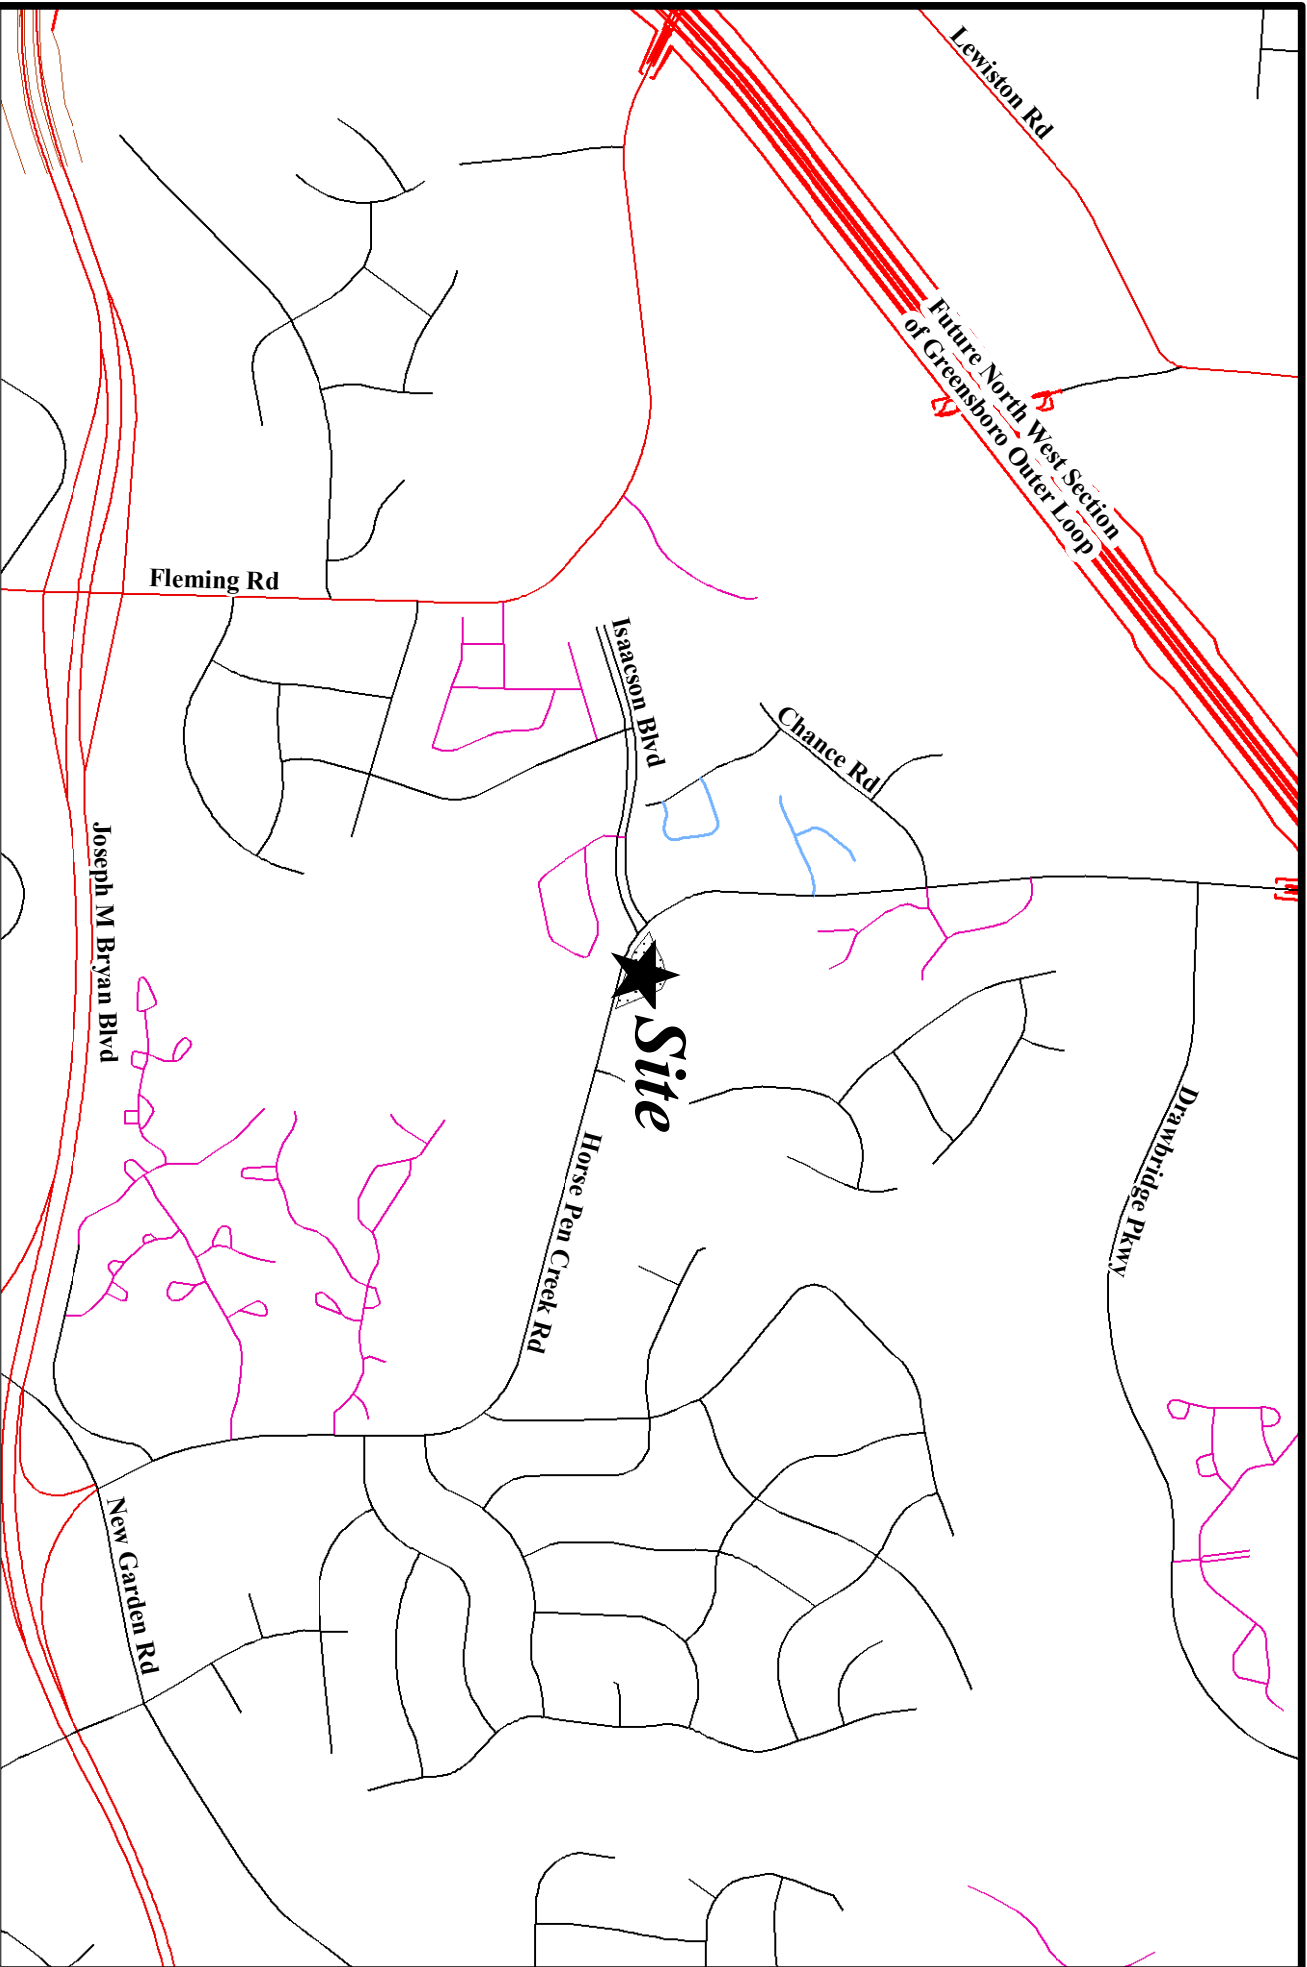 Lewiston Rd
Future North West Section
of Greensboro Outer Loop
Fleming Rd
Isaacson Blvd
Chance Rd
Joseph M Bryan Blvd
Site
Drawbridge Pkwy
Horse Pen Creek Rd
New Garden Rd